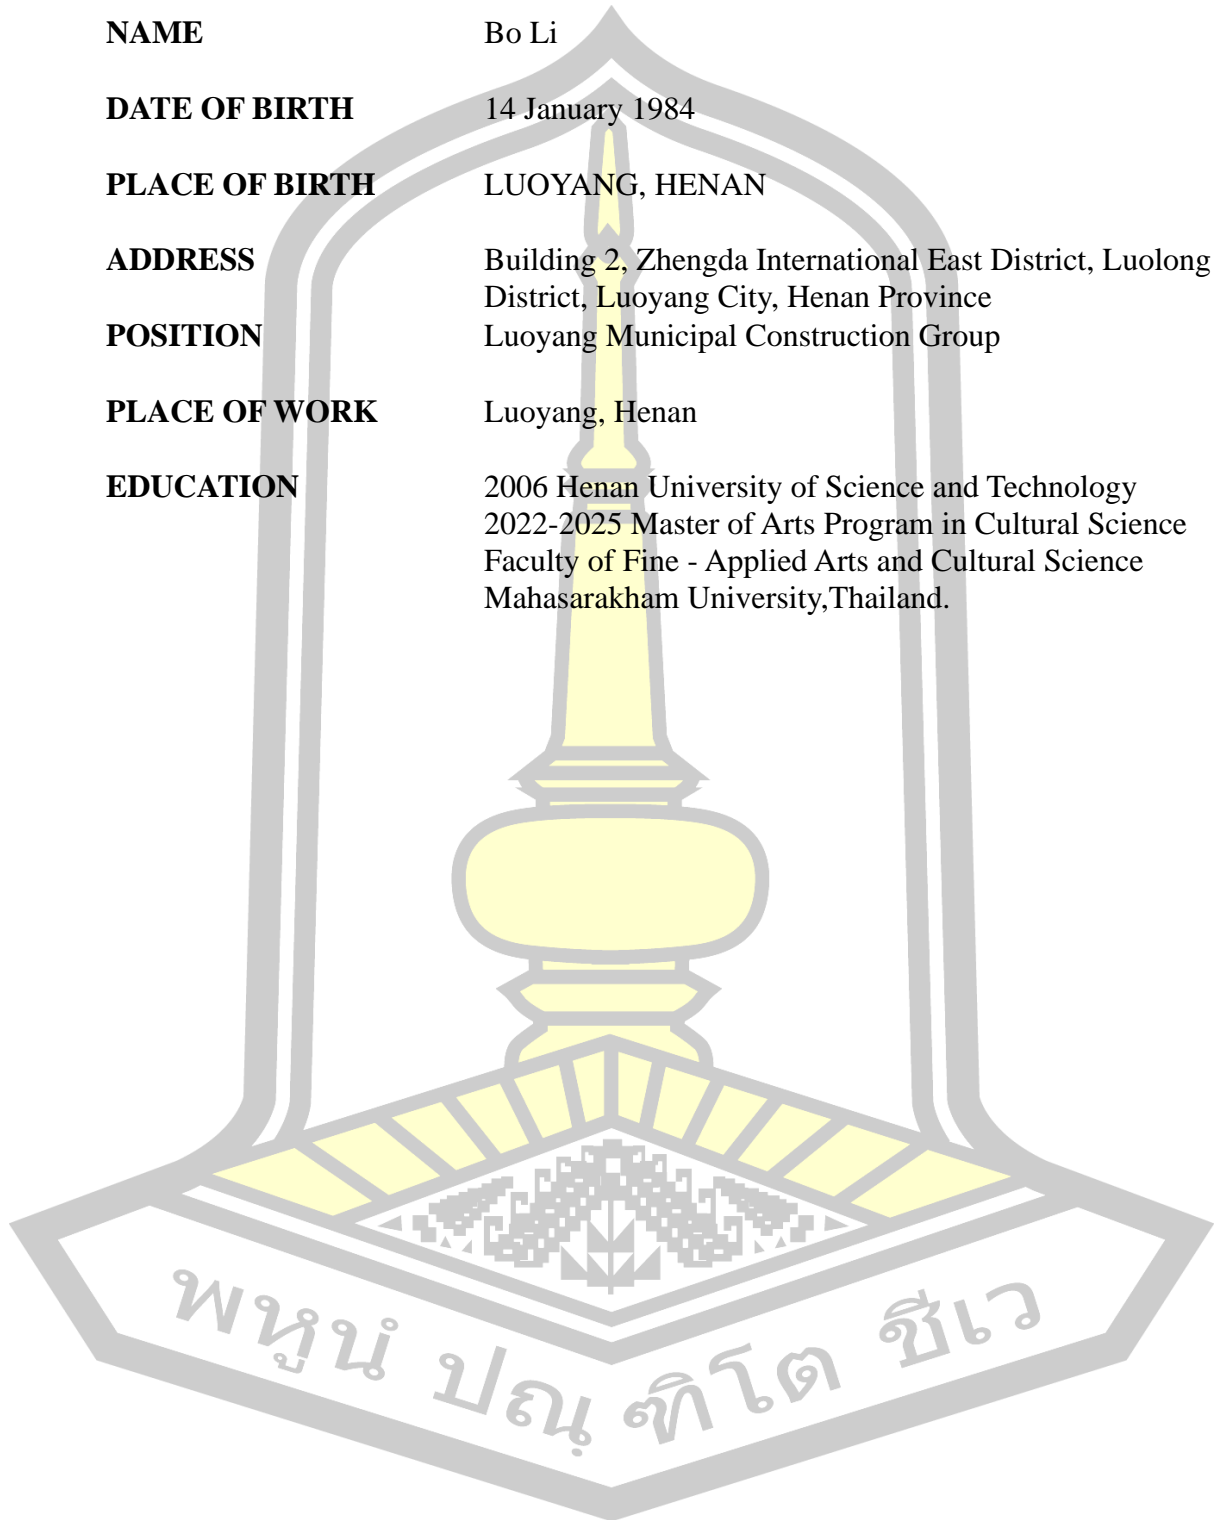 NAME Bo Li
DATE OF BIRTH 14 January 1984
PLACE OF BIRTH LUOYANG, HENAN
ADDRESS Building 2, Zhengda International East District, Luolong
District, Luoyang City, Henan Province
POSITION Luoyang Municipal Construction Group
PLACE OF WORK Luoyang, Henan
EDUCATION 2006 Henan University of Science and Technology
2022-2025 Master of Arts Program in Cultural Science
Faculty of Fine - Applied Arts and Cultural Science
Mahasarakham University,Thailand.
พหูนํ ปณฺ ฑิโต ชีเว